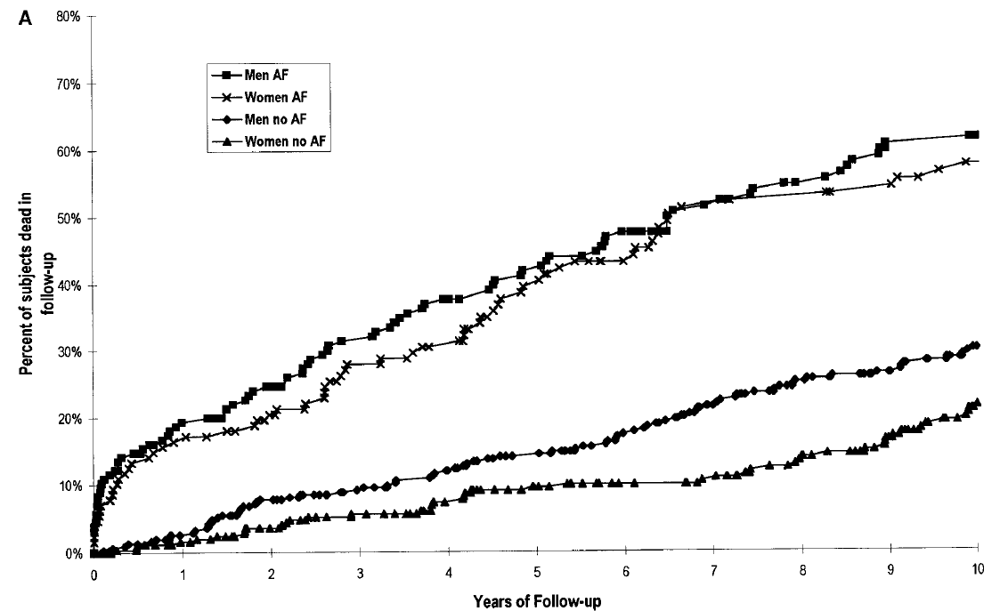 A
80%
70%
60%
50%
40%
30%
20%
10%
0%
Percent of subjects dead in
follow-up
Men AF
Women AF
Men no AF
Women no AF
0 1 2 3 4 5 6 7 8 9 10
Years of Follow-up